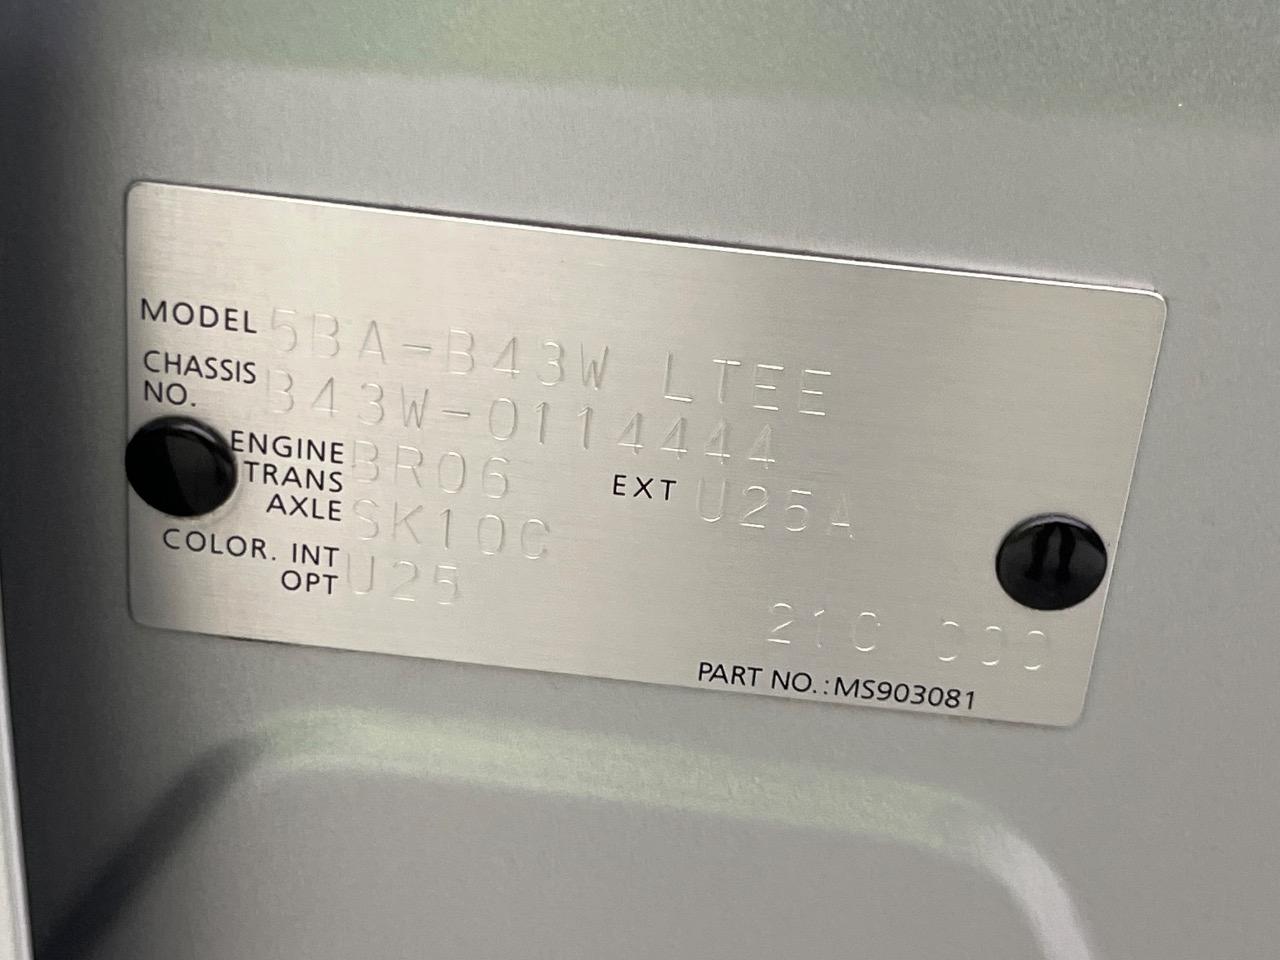 MODEL 5BA-B43W LTEE
CHASSIS NO. B43W-0114444
ENGINE BR06
TRANS AXLE SK10C EXT U25A
COLOR. INT U25
OPT
21C 000
PART NO.:MS903081